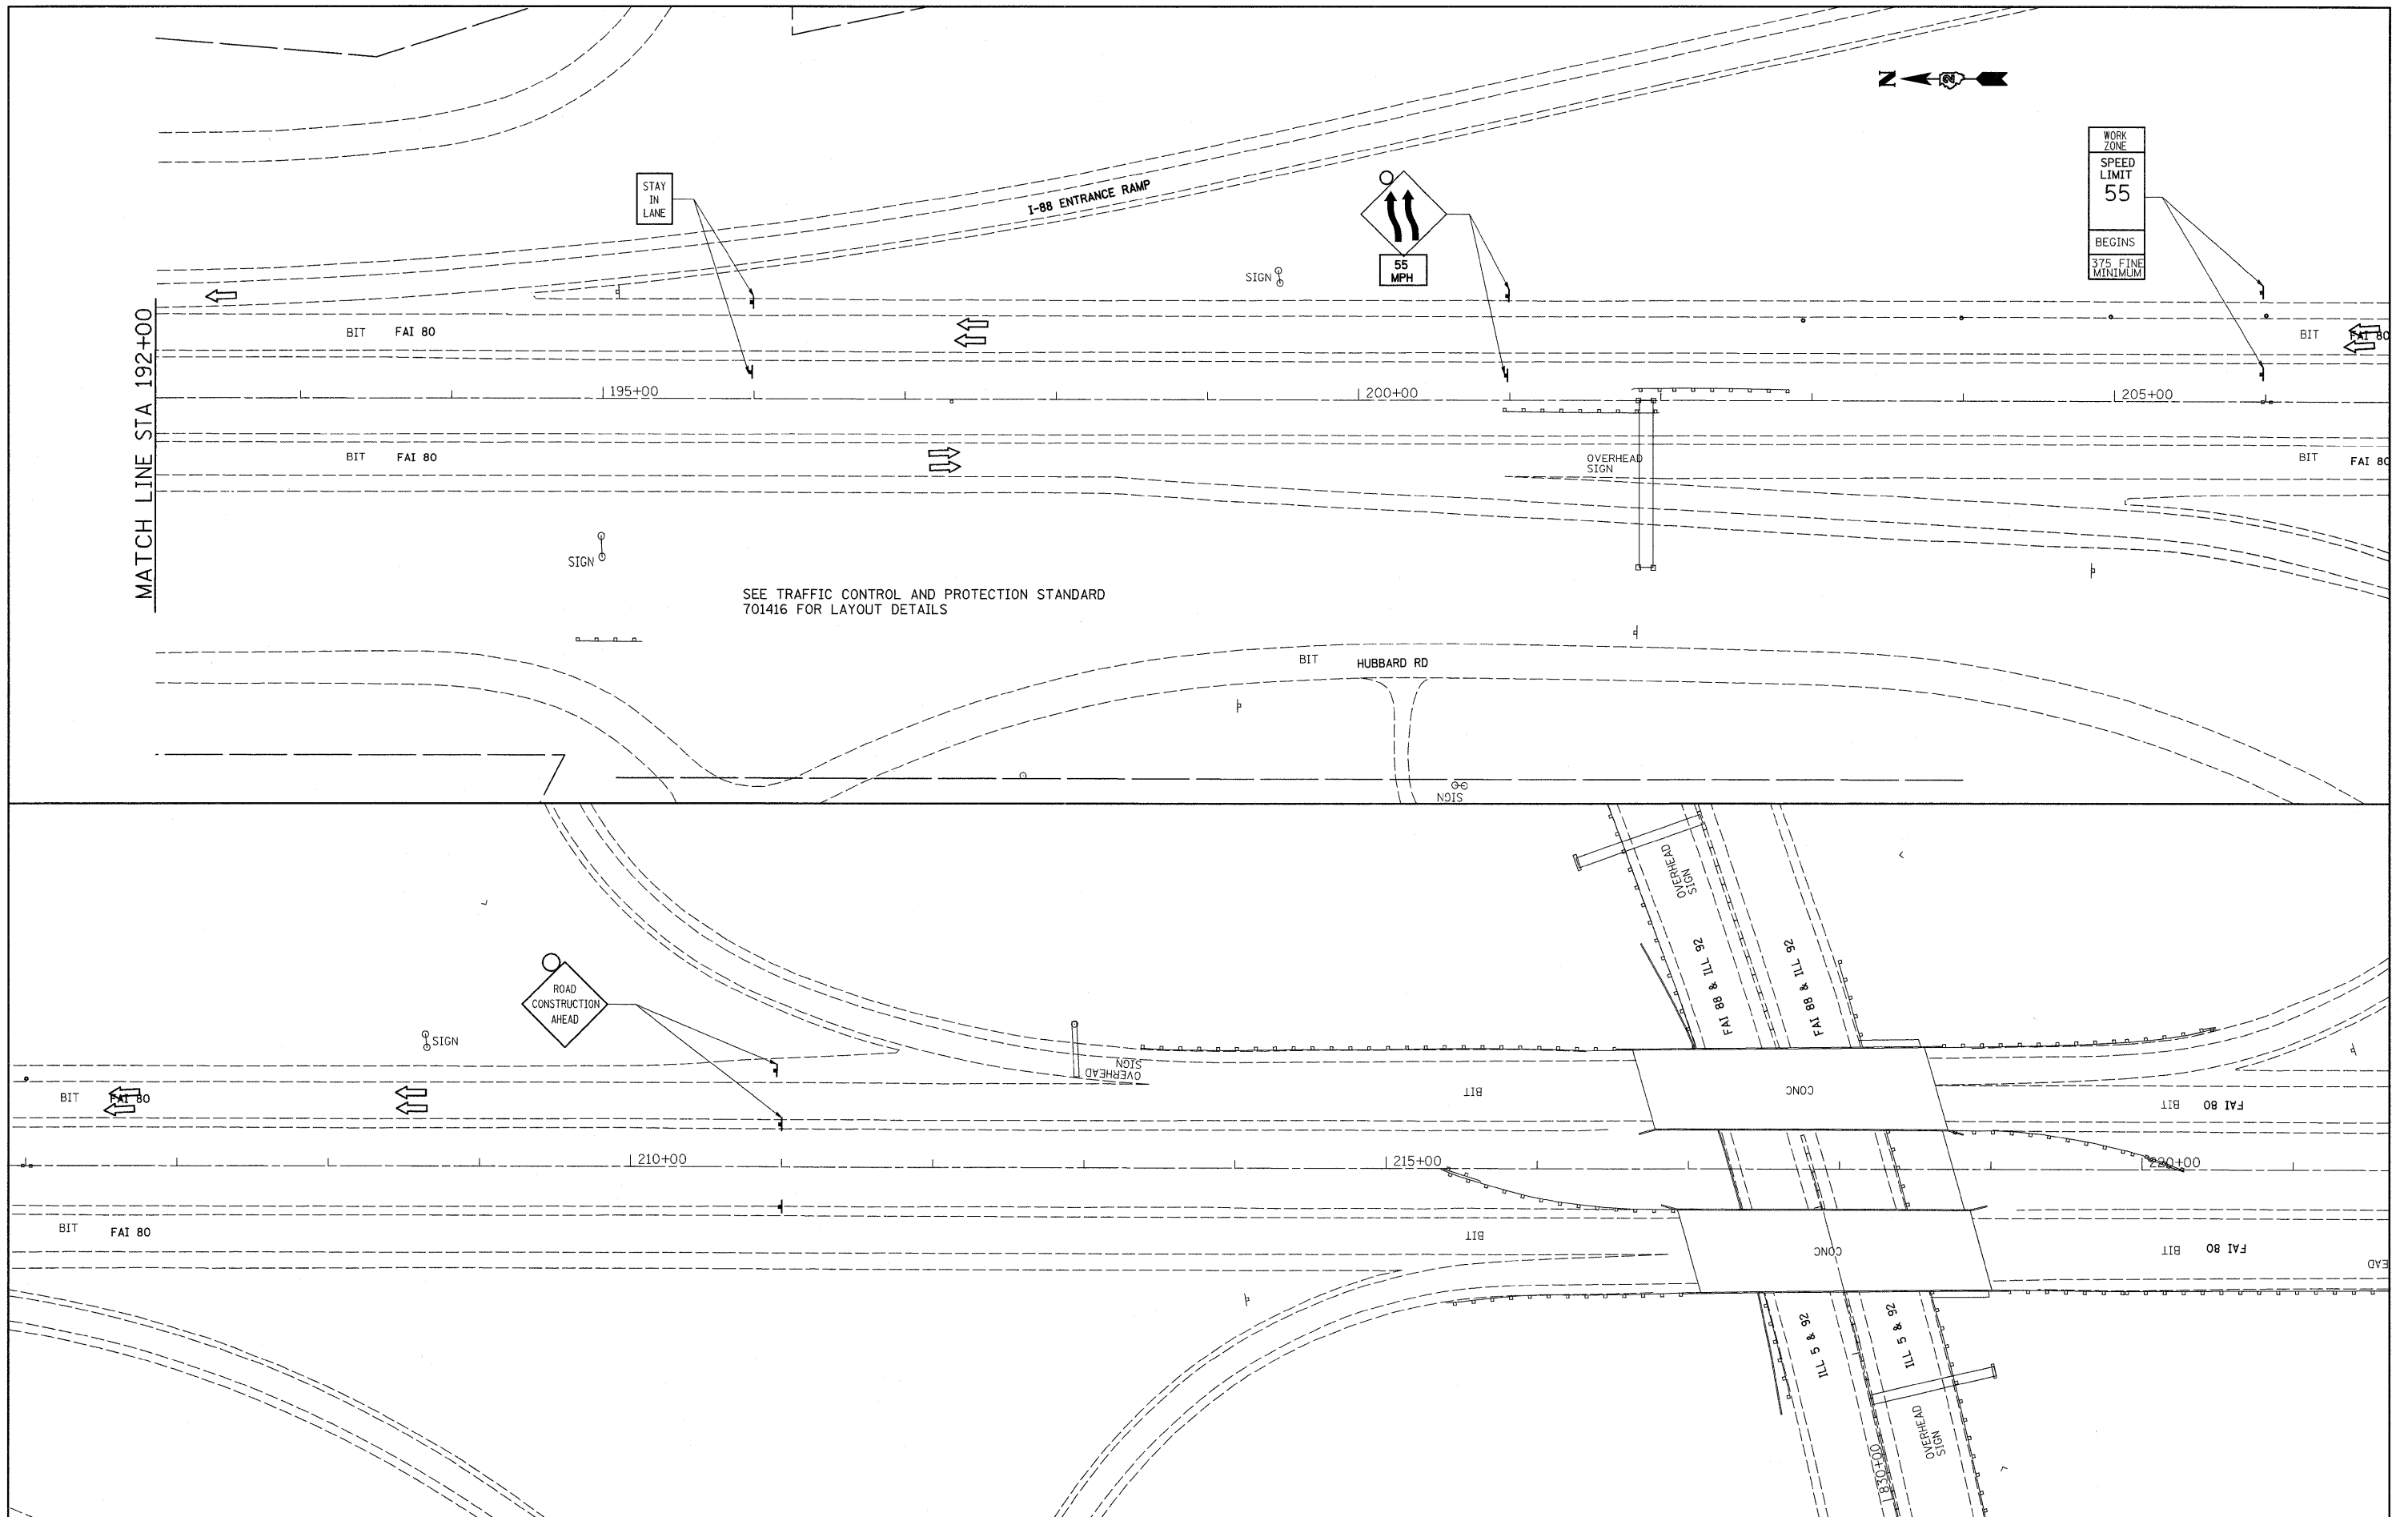 N
2
WORK
ZONE
SPEED
LIMIT
55
BEGINS
375 FINE
MINIMUM
STAY
IN
LANE
I-88 ENTRANCE RAMP
55
MPH
SIGN
MATCH LINE STA 192+00
BIT FAI 80
BIT FAI 80
195+00
200+00
205+00
BIT FAI 80
OVERHEAD
SIGN
BIT FAI 80
SIGN
SEE TRAFFIC CONTROL AND PROTECTION STANDARD
701416 FOR LAYOUT DETAILS
BIT HUBBARD RD
SIGN
OVERHEAD
SIGN
FAI 88 & ILL 92
FAI 88 & ILL 92
ROAD
CONSTRUCTION
AHEAD
SIGN
OVERHEAD
SIGN
BIT FAI 80
BIT
CONC
BIT FAI 80
210+00
215+00
220+00
BIT FAI 80
BIT
CONC
BIT FAI 80
EAD
ILL 5 & 92
ILL 5 & 92
OVERHEAD
SIGN
830+00